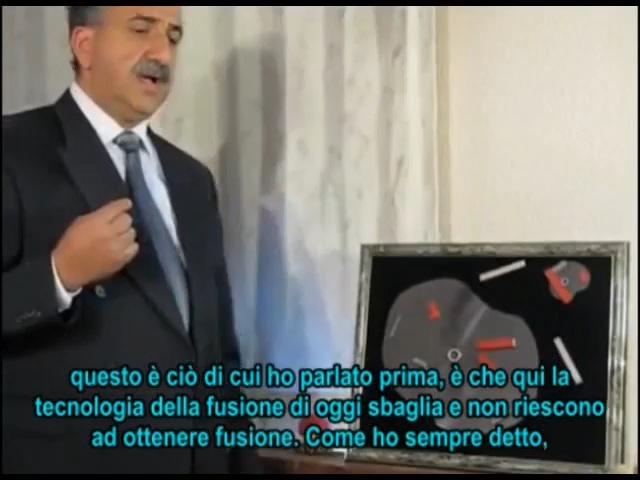 questo è ciò di cui ho parlato prima, è che qui la
tecnologia della fusione di oggi sbaglia e non riescono
ad ottenere fusione. Come ho sempre detto,